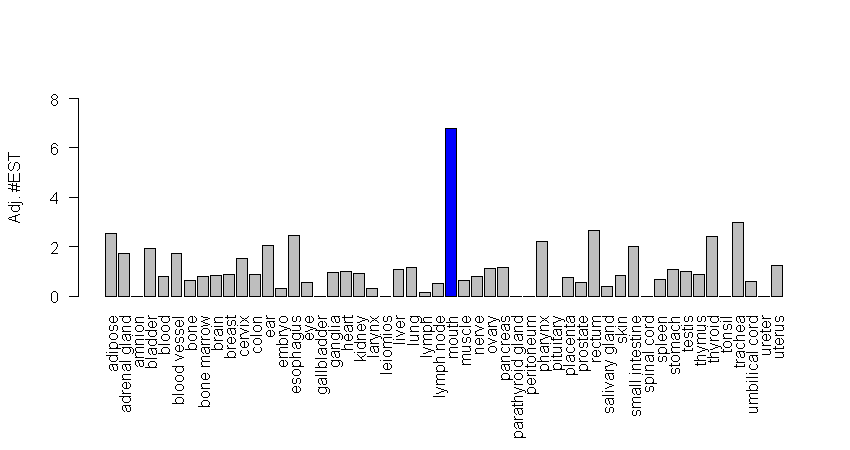 Adj. #EST
8
6
4
2
0
adipose
adrenal gland
amnion
bladder
blood
blood vessel
bone
bone marrow
brain
breast
cervix
colon
ear
embryo
esophagus
eye
gallbladder
ganglia
heart
kidney
larynx
leiomios
liver
lung
lymph
lymph node
mouth
muscle
nerve
ovary
pancreas
parathyroid gland
peritoneum
pharynx
pituitary
placenta
prostate
rectum
salivary gland
skin
small intestine
spinal cord
spleen
stomach
testis
thymus
thyroid
tonsil
trachea
umbilical cord
ureter
uterus